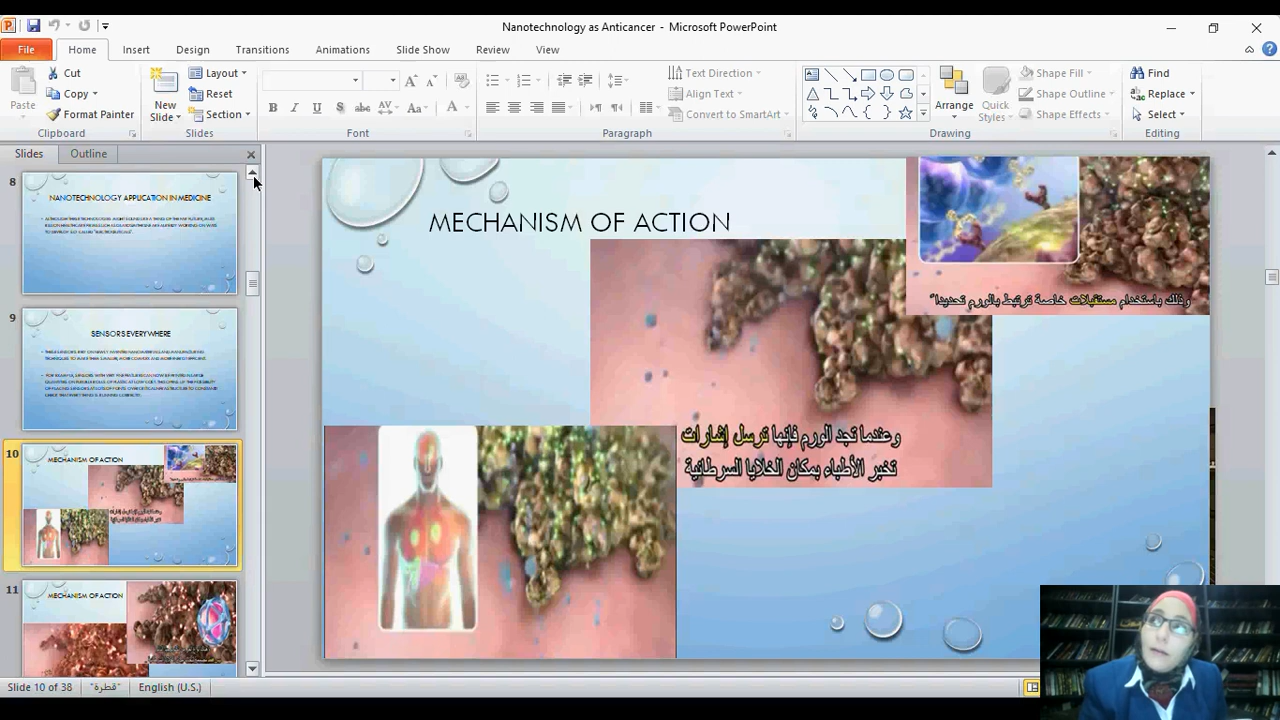 Nanotechnology as Anticancer - Microsoft PowerPoint
File Home Insert Design Transitions Animations Slide Show Review View
Paste
Cut
Copy
Format Painter
Clipboard
New Slide
Layout
Reset
Section
Slides
Font
Text Direction
Align Text
Convert to SmartArt
Paragraph
Arrange
Quick Styles
Shape Fill
Shape Outline
Shape Effects
Drawing
Find
Replace
Select
Editing
Slides Outline
8
NANOTECHNOLOGY APPLICATION IN MEDICINE
9
SENSORS EVERYWHERE
10
MECHANISM OF ACTION
11
MECHANISM OF ACTION
MECHANISM OF ACTION
وذلك باستخدام مستقبلات خاصة ترتبط بالورم تحديداً
وعندما تجد الورم فإنها ترسل إشارات
تخبر الأطباء بمكان الخلايا السرطانية
Slide 10 of 38 "قطرة" English (U.S.)